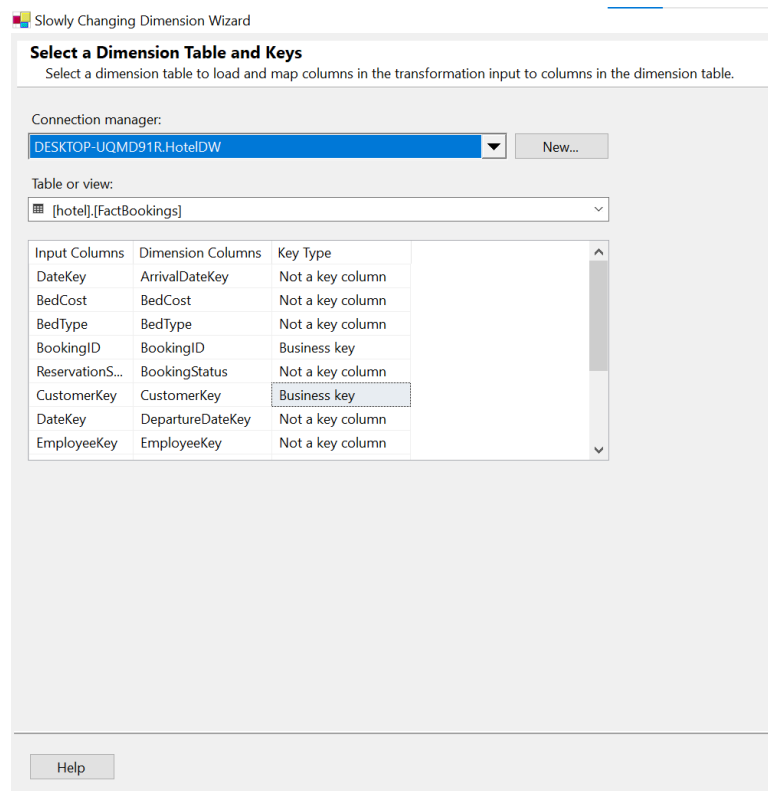 Slowly Changing Dimension Wizard
Select a Dimension Table and Keys
Select a dimension table to load and map columns in the transformation input to columns in the dimension table.
Connection manager:
DESKTOP-UQMD91R.HotelDW New...
Table or view:
[hotel].[FactBookings]
Input Columns Dimension Columns Key Type
DateKey ArrivalDateKey Not a key column
BedCost BedCost Not a key column
BedType BedType Not a key column
BookingID BookingID Business key
ReservationS... BookingStatus Not a key column
CustomerKey CustomerKey Business key
DateKey DepartureDateKey Not a key column
EmployeeKey EmployeeKey Not a key column
Help